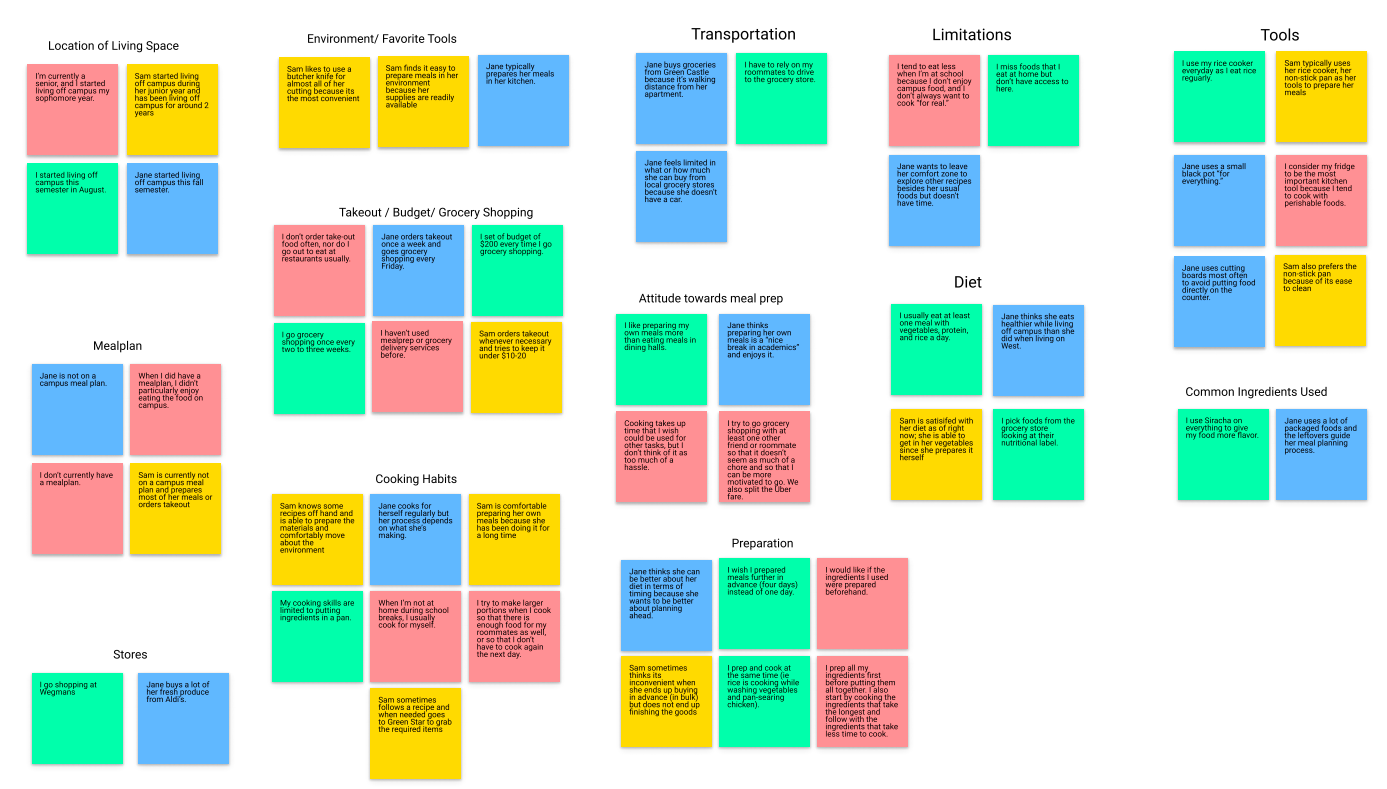 Location of Living Space
I'm currently a
senior, and I started
living off campus my
sophomore year.
Sam started living
off campus during
her junior year and
has been living off
campus for around 2
years
I started living off
campus this
semester in August.
Jane started living
off campus this fall
semester.
Mealplan
Jane is not on a
campus meal plan.
When I did have a
mealplan, I didn't
particularly enjoy
eating the food on
campus.
I don't currently have
a mealplan.
Sam is currently not
on a campus meal
plan and prepares
most of her meals or
orders takeout
Stores
I go shopping at
Wegmans
Jane buys a lot of
her fresh produce
from Aldi's.
Environment/ Favorite Tools
Sam likes to use a
butcher knife for
almost all of her
cutting because its
the most convenient
Sam finds it easy to
prepare meals in her
environment
because her
supplies are readily
available
Jane typically
prepares her meals
in her kitchen.
Takeout / Budget/ Grocery Shopping
I don't order take-out
food often, nor do I
go out to eat at
restaurants usually.
Jane orders takeout
once a week and
goes grocery
shopping every
Friday.
I set of budget of
$200 every time I go
grocery shopping.
I go grocery
shopping once every
two to three weeks.
I haven't used
mealprep or grocery
delivery services
before.
Sam orders takeout
whenever necessary
and tries to keep it
under $10-20
Cooking Habits
Sam knows some
recipes off hand and
is able to prepare the
materials and
comfortably move
about the
environment
Jane cooks for
herself regularly but
her process depends
on what she's
making.
Sam is comfortable
preparing her own
meals because she
has been doing it for
a long time
My cooking skills are
limited to putting
ingredients in a pan.
When I'm not at
home during school
breaks, I usually
cook for myself.
I try to make larger
portions when I cook
so that there is
enough food for my
roommates as well,
or so that I don't
have to cook again
the next day.
Sam sometimes
follows a recipe and
when needed goes
to Green Star to grab
the required items
Transportation
Jane buys groceries
from Green Castle
because it's walking
distance from her
apartment.
I have to rely on my
roommates to drive
to the grocery store.
Jane feels limited in
what or how much
she can buy from
local grocery stores
because she doesn't
have a car.
Attitude towards meal prep
I like preparing my
own meals more
than eating meals in
dining halls.
Jane thinks
preparing her own
meals is a "nice
break in academics"
and enjoys it.
Cooking takes up
time that I wish
could be used for
other tasks, but I
don't think of it as
too much of a
hassle.
I try to go grocery
shopping with at
least one other
friend or roommate
so that it doesn't
seem as much of a
chore and so that I
can be more
motivated to go. We
also split the Uber
fare.
Preparation
Jane thinks she can
be better about her
diet in terms of
timing because she
wants to be better
about planning
ahead.
I wish I prepared
meals further in
advance (four days)
instead of one day.
I would like if the
ingredients I used
were prepared
beforehand.
Sam sometimes
thinks its
inconvenient when
she ends up buying
in advance (in bulk)
but does not end up
finishing the goods
I prep and cook at
the same time (ie
rice is cooking while
washing vegetables
and pan-searing
chicken).
I prep all my
ingredients first
before putting them
all together. I also
start by cooking the
ingredients that take
the longest and
follow with the
ingredients that take
less time to cook.
Limitations
I tend to eat less
when I'm at school
because I don't enjoy
campus food, and I
don't always want to
cook "for real."
I miss foods that I
eat at home but
don't have access to
here.
Jane wants to leave
her comfort zone to
explore other recipes
besides her usual
foods but doesn't
have time.
Diet
I usually eat at least
one meal with
vegetables, protein,
and rice a day.
Jane thinks she eats
healthier while living
off campus than she
did when living on
West.
Sam is satisifed with
her diet as of right
now; she is able to
get in her vegetables
since she prepares it
herself
I pick foods from the
grocery store
looking at their
nutritional label.
Tools
I use my rice cooker
everyday as I eat rice
reguarly.
Sam typically uses
her rice cooker, her
non-stick pan as her
tools to prepare her
meals
Jane uses a small
black pot "for
everything."
I consider my fridge
to be the most
important kitchen
tool because I tend
to cook with
perishable foods.
Jane uses cutting
boards most often
to avoid putting food
directly on the
counter.
Sam also prefers the
non-stick pan
because of its ease
to clean
Common Ingredients Used
I use Siracha on
everything to give
my food more flavor.
Jane uses a lot of
packaged foods and
the leftovers guide
her meal planning
process.